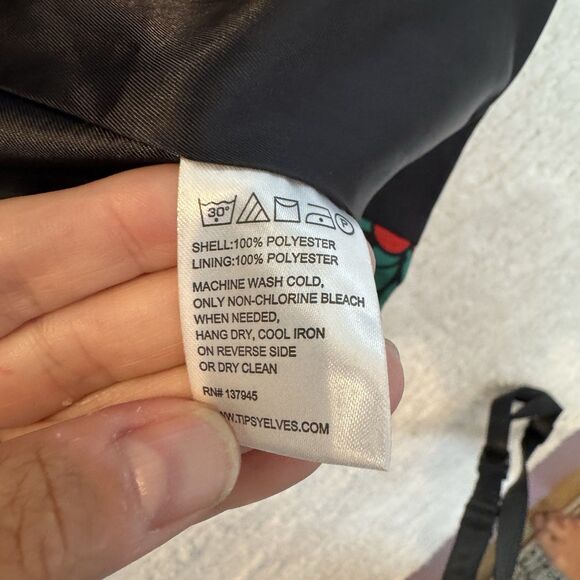 30°
P
SHELL:100% POLYESTER
LINING:100% POLYESTER
MACHINE WASH COLD,
ONLY NON-CHLORINE BLEACH
WHEN NEEDED,
HANG DRY, COOL IRON
ON REVERSE SIDE
OR DRY CLEAN
RN# 137945
WWW.TIPSYELVES.COM